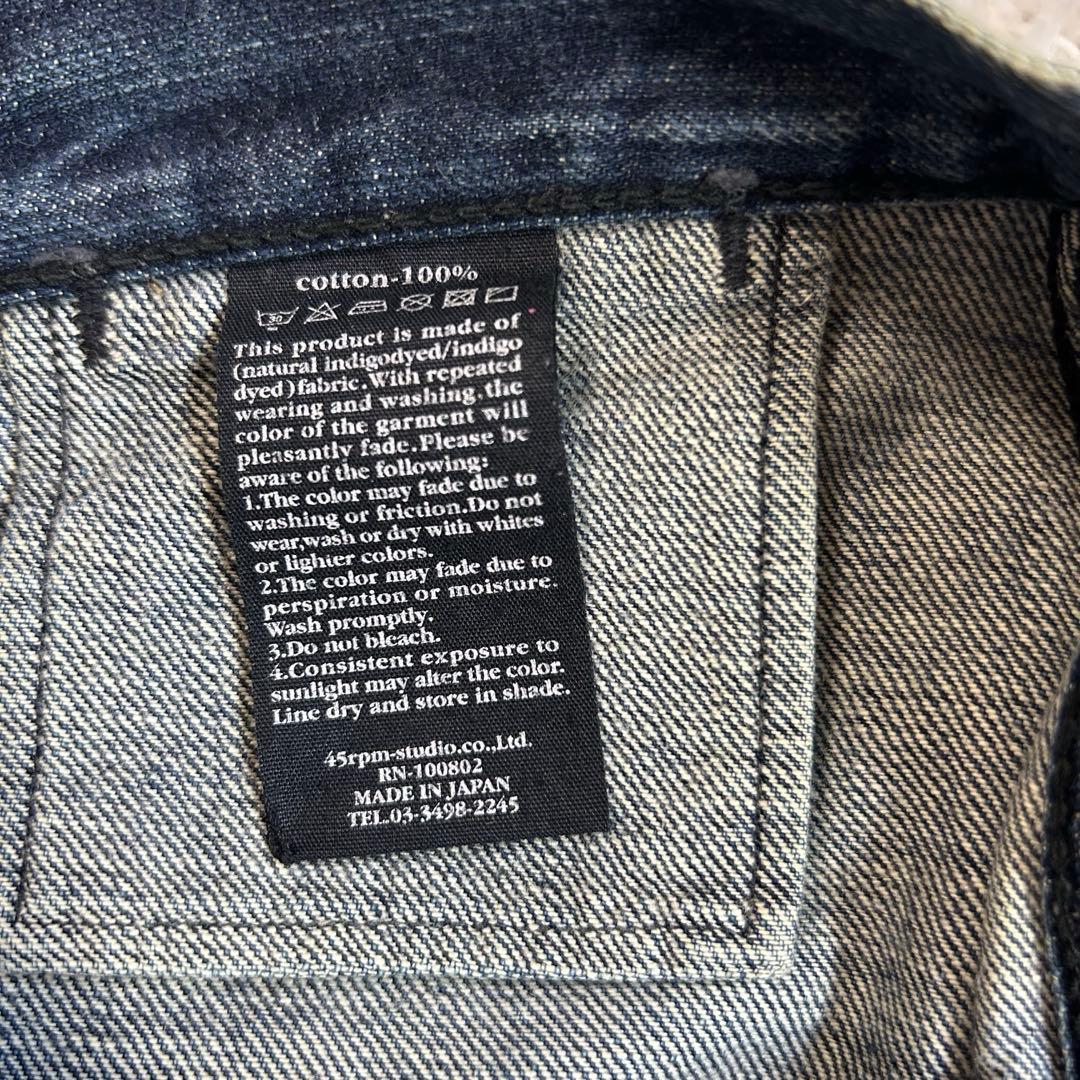 cotton-100%
30
This product is made of
(natural indigodyed/indigo
dyed)fabric.With repeated
wearing and washing.the
color of the garment will
pleasantly fade.Please be
aware of the following:
1.The color may fade due to
washing or friction.Do not
wear,wash or dry with whites
or lighter colors.
2.The color may fade due to
perspiration or moisture.
Wash promptly.
3.Do not bleach.
4.Consistent exposure to
sunlight may alter the color.
Line dry and store in shade.
45rpm-studio.co.,Ltd.
RN-100802
MADE IN JAPAN
TEL.03-3498-2245